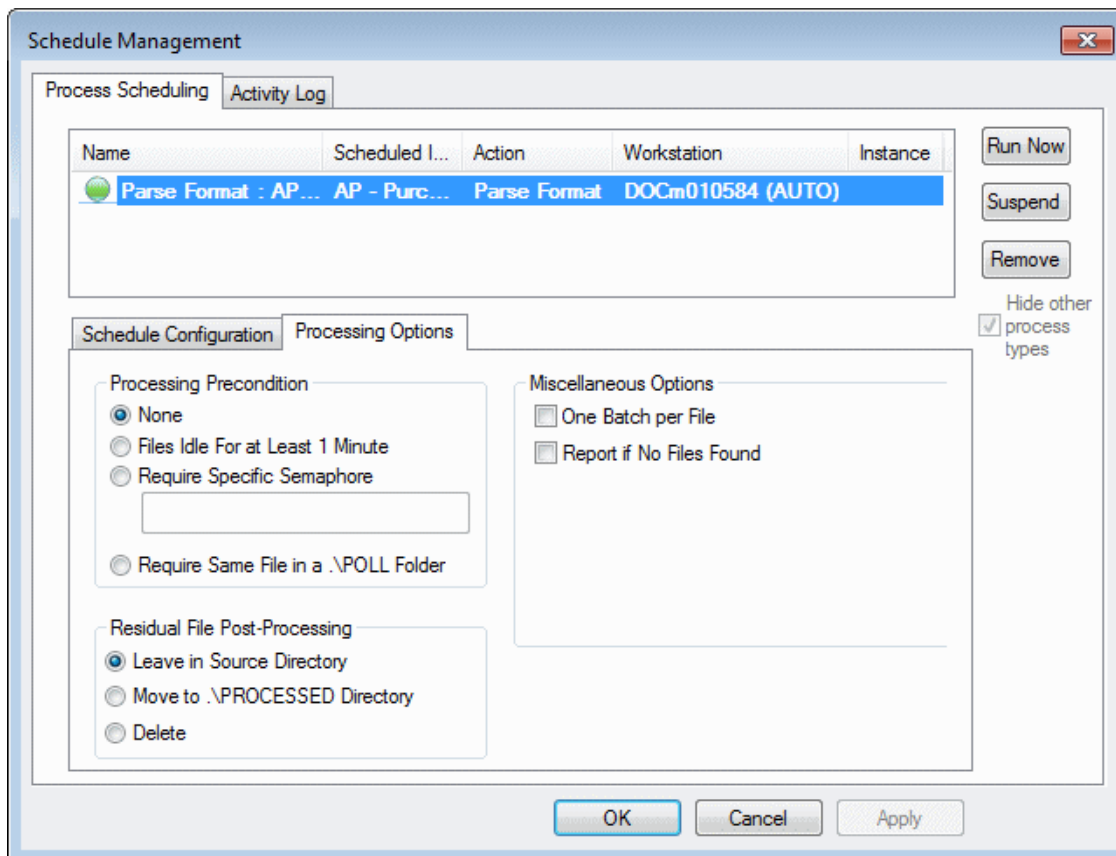 Schedule Management
Process Scheduling Activity Log
Name Scheduled I... Action Workstation Instance
Parse Format : AP... AP - Purc... Parse Format DOCm010584 (AUTO)
Run Now
Suspend
Remove
Hide other
process
types
Schedule Configuration Processing Options
Processing Precondition
None
Files Idle For at Least 1 Minute
Require Specific Semaphore
Require Same File in a .\POLL Folder
Miscellaneous Options
One Batch per File
Report if No Files Found
Residual File Post-Processing
Leave in Source Directory
Move to .\PROCESSED Directory
Delete
OK Cancel Apply